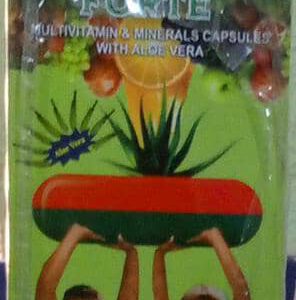 FORTE
MULTIVITAMIN & MINERALS CAPSULES
WITH ALOE VERA
Aloe Vera